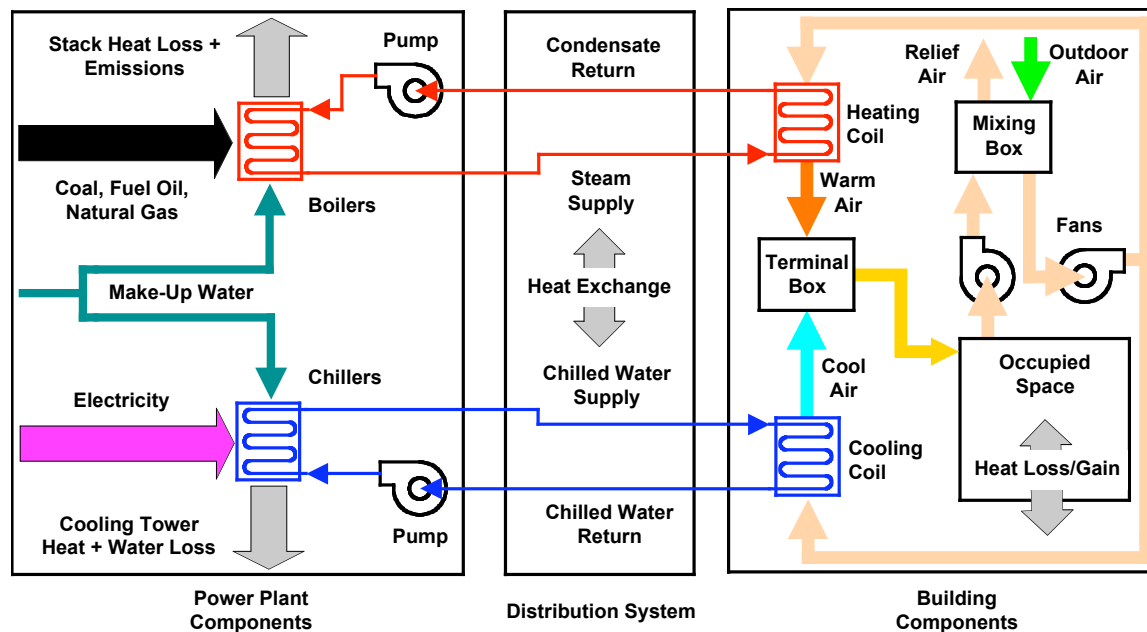 Stack Heat Loss +
Emissions
Pump
Coal, Fuel Oil,
Natural Gas
Boilers
Make-Up Water
Chillers
Electricity
Cooling Tower
Heat + Water Loss
Pump
Power Plant
Components
Condensate
Return
Steam
Supply
Heat Exchange
Chilled Water
Supply
Chilled Water
Return
Distribution System
Relief
Air
Outdoor
Air
Heating
Coil
Mixing
Box
Warm
Air
Fans
Terminal
Box
Cool
Air
Occupied
Space
Cooling
Coil
Heat Loss/Gain
Building
Components